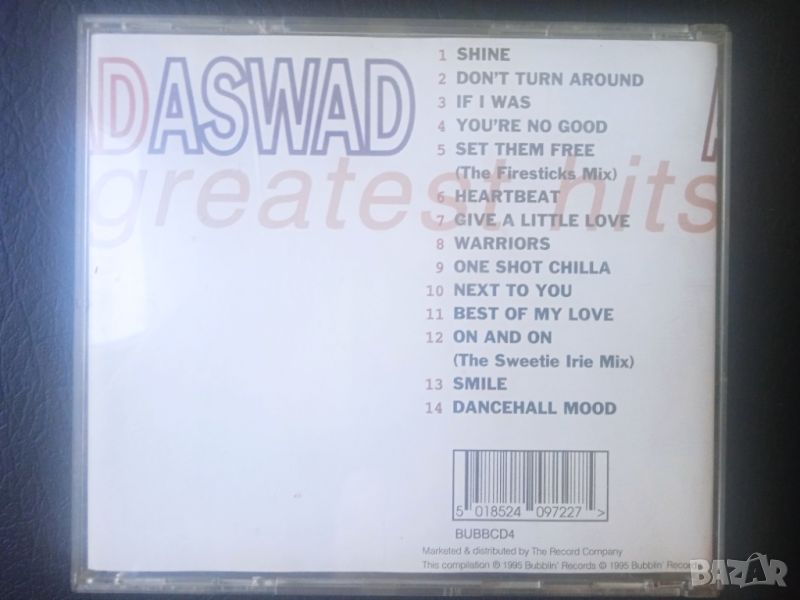 DASWAD
greatest hits
1 SHINE
2 DON'T TURN AROUND
3 IF I WAS
4 YOU'RE NO GOOD
5 SET THEM FREE
(The Firesticks Mix)
6 HEARTBEAT
7 GIVE A LITTLE LOVE
8 WARRIORS
9 ONE SHOT CHILLA
10 NEXT TO YOU
11 BEST OF MY LOVE
12 ON AND ON
(The Sweetie Irie Mix)
13 SMILE
14 DANCEHALL MOOD
5 018524 097227 >
BUBBCD4
Marketed & distributed by The Record Company
This compilation ℗ 1995 Bubblin' Records © 1995 Bubblin' Records
BAZAR